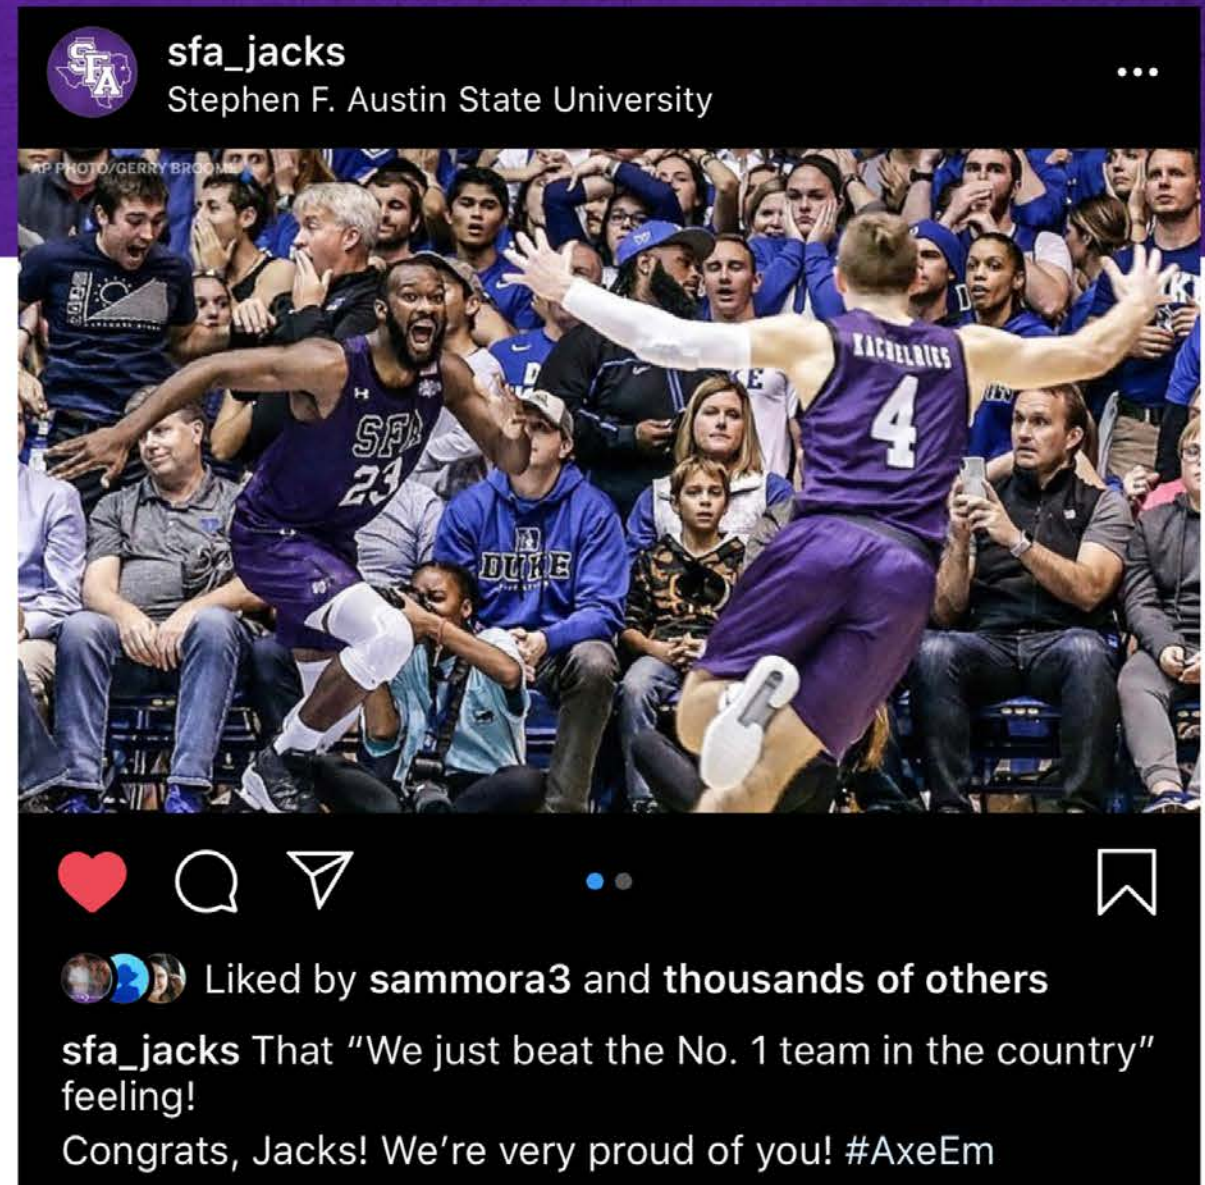 SFA
sfa_jacks
Stephen F. Austin State University
AP PHOTO/GERRY BROOME
KACHELRIES
4
SFA
23
DUKE
Liked by sammora3 and thousands of others
sfa_jacks That “We just beat the No. 1 team in the country”
feeling!
Congrats, Jacks! We’re very proud of you! #AxeEm